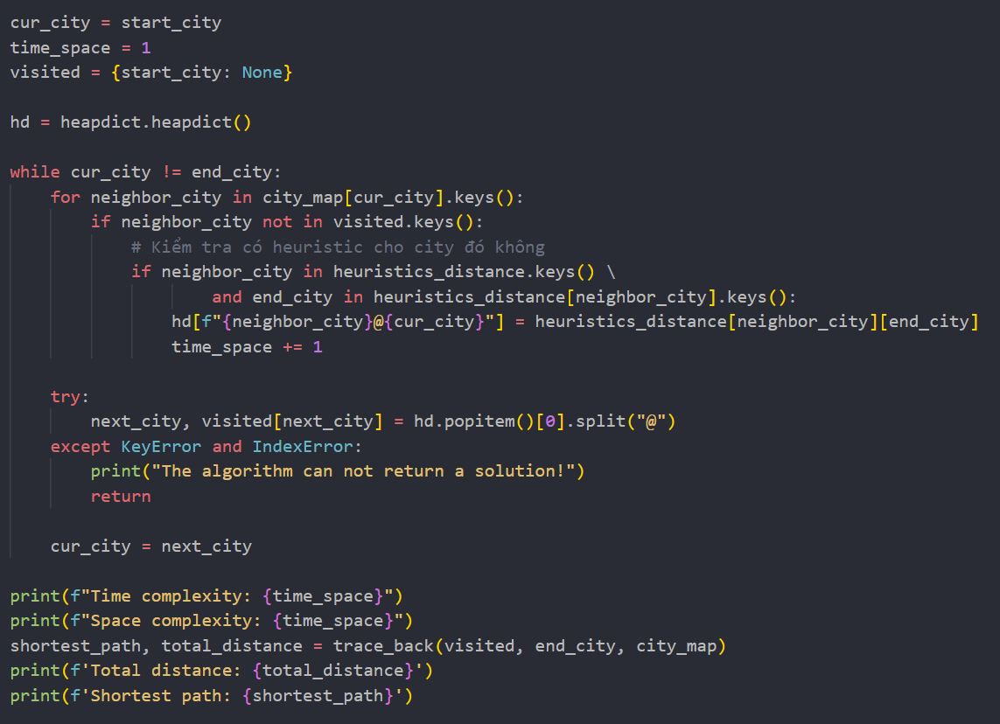 cur_city = start_city
time_space = 1
visited = {start_city: None}
hd = heapdict.heapdict()
while cur_city != end_city:
for neighbor_city in city_map[cur_city].keys():
if neighbor_city not in visited.keys():
# Kiểm tra có heuristic cho city đó không
if neighbor_city in heuristics_distance.keys() \
and end_city in heuristics_distance[neighbor_city].keys():
hd[f"{neighbor_city}@{cur_city}"] = heuristics_distance[neighbor_city][end_city]
time_space += 1
try:
next_city, visited[next_city] = hd.popitem()[0].split("@")
except KeyError and IndexError:
print("The algorithm can not return a solution!")
return
cur_city = next_city
print(f"Time complexity: {time_space}")
print(f"Space complexity: {time_space}")
shortest_path, total_distance = trace_back(visited, end_city, city_map)
print(f'Total distance: {total_distance}')
print(f'Shortest path: {shortest_path}')